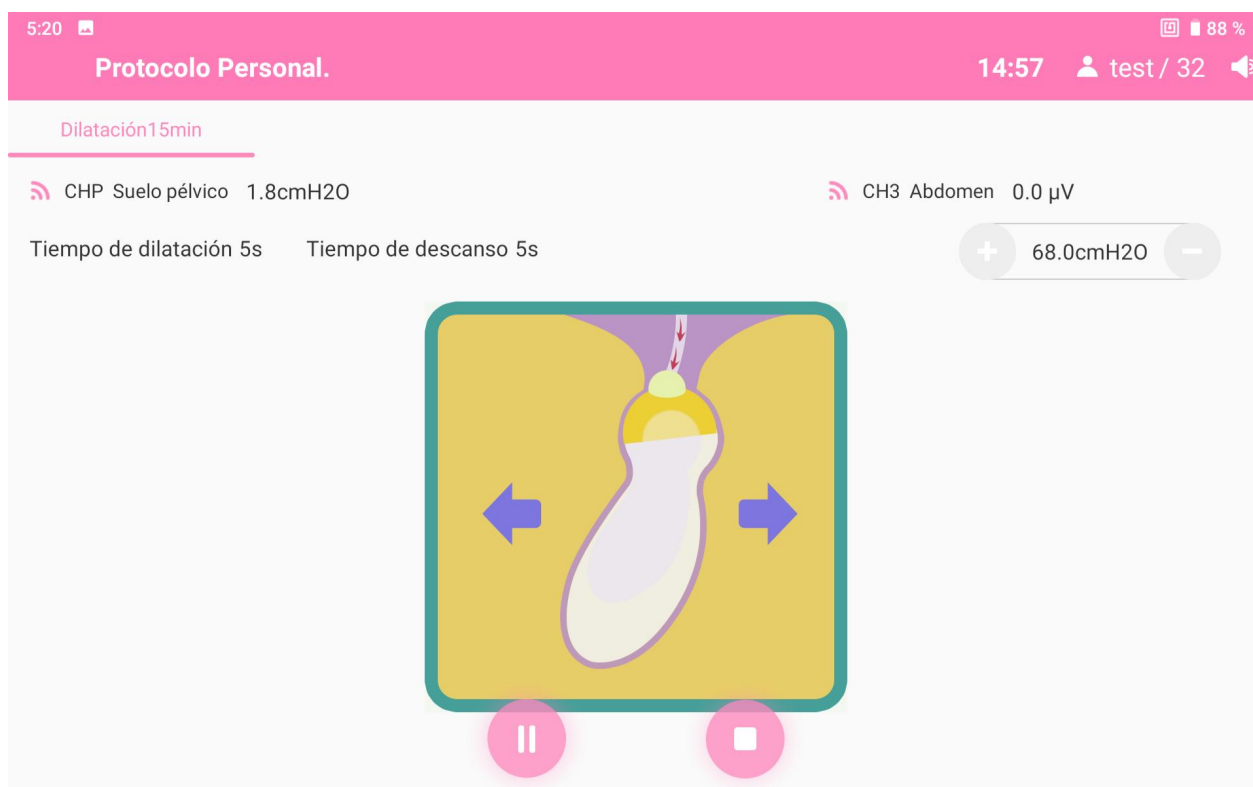 5:20 88 %
Protocolo Personal. 14:57 test / 32
Dilatación15min
CHP Suelo pélvico 1.8cmH2O CH3 Abdomen 0.0 µV
Tiempo de dilatación 5s Tiempo de descanso 5s + 68.0cmH2O −